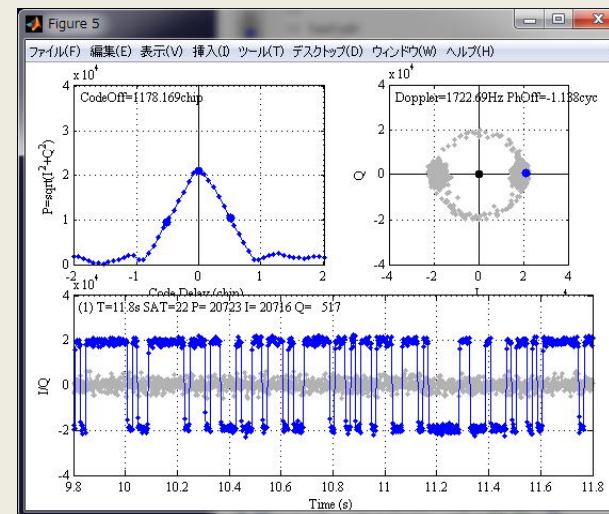 Figure 5
ファイル(F) 編集(E) 表示(V) 挿入(I) ツール(T) デスクトップ(D) ウィンドウ(W) ヘルプ(H)
x 10^4
CodeOff=1178.169chip
4
3
2
1
0
-2 -1 0 1 2
P=sqrt(I^2+Q^2)
Code Delay (chip)
x 10^4
Doppler=1722.69Hz PhOff=-1.138cyc
4
2
0
-2
-4
-4 -2 0 2 4
Q
I
x 10^4
(1) T=11.8s SAT=22 P= 20723 I= 20716 Q= 517
4
2
0
-2
-4
I/Q
9.8 10 10.2 10.4 10.6 10.8 11 11.2 11.4 11.6 11.8
Time (s)